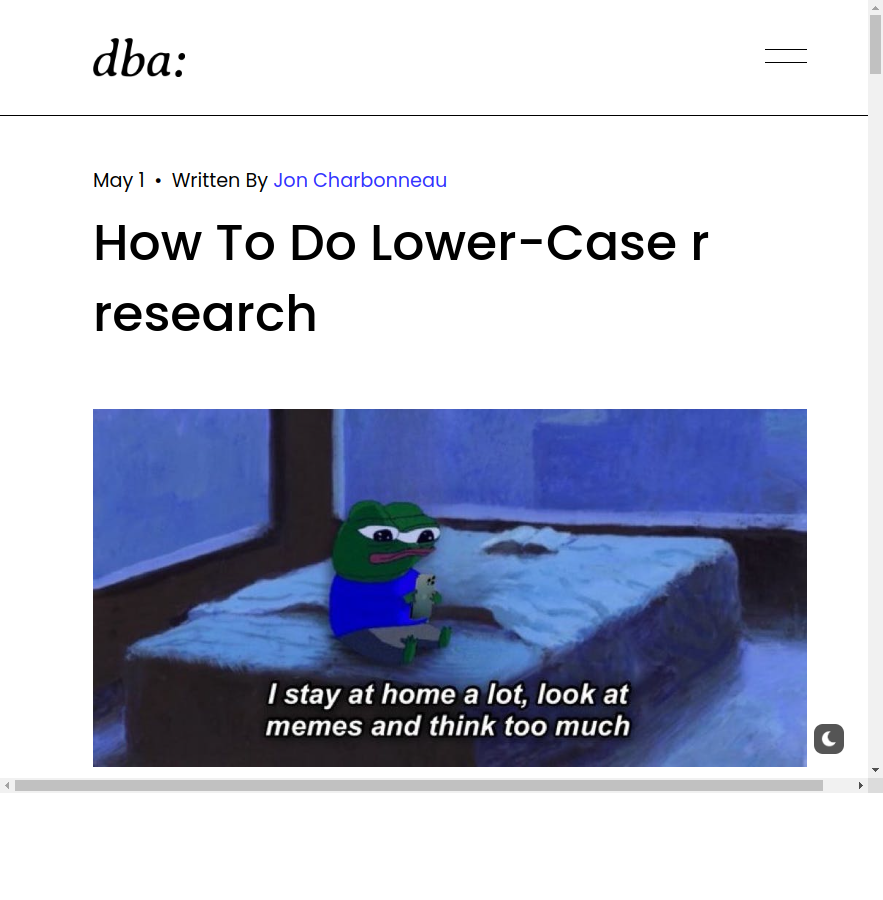 dba:
May 1 • Written By Jon Charbonneau
How To Do Lower-Case r
research
I stay at home a lot, look at
memes and think too much